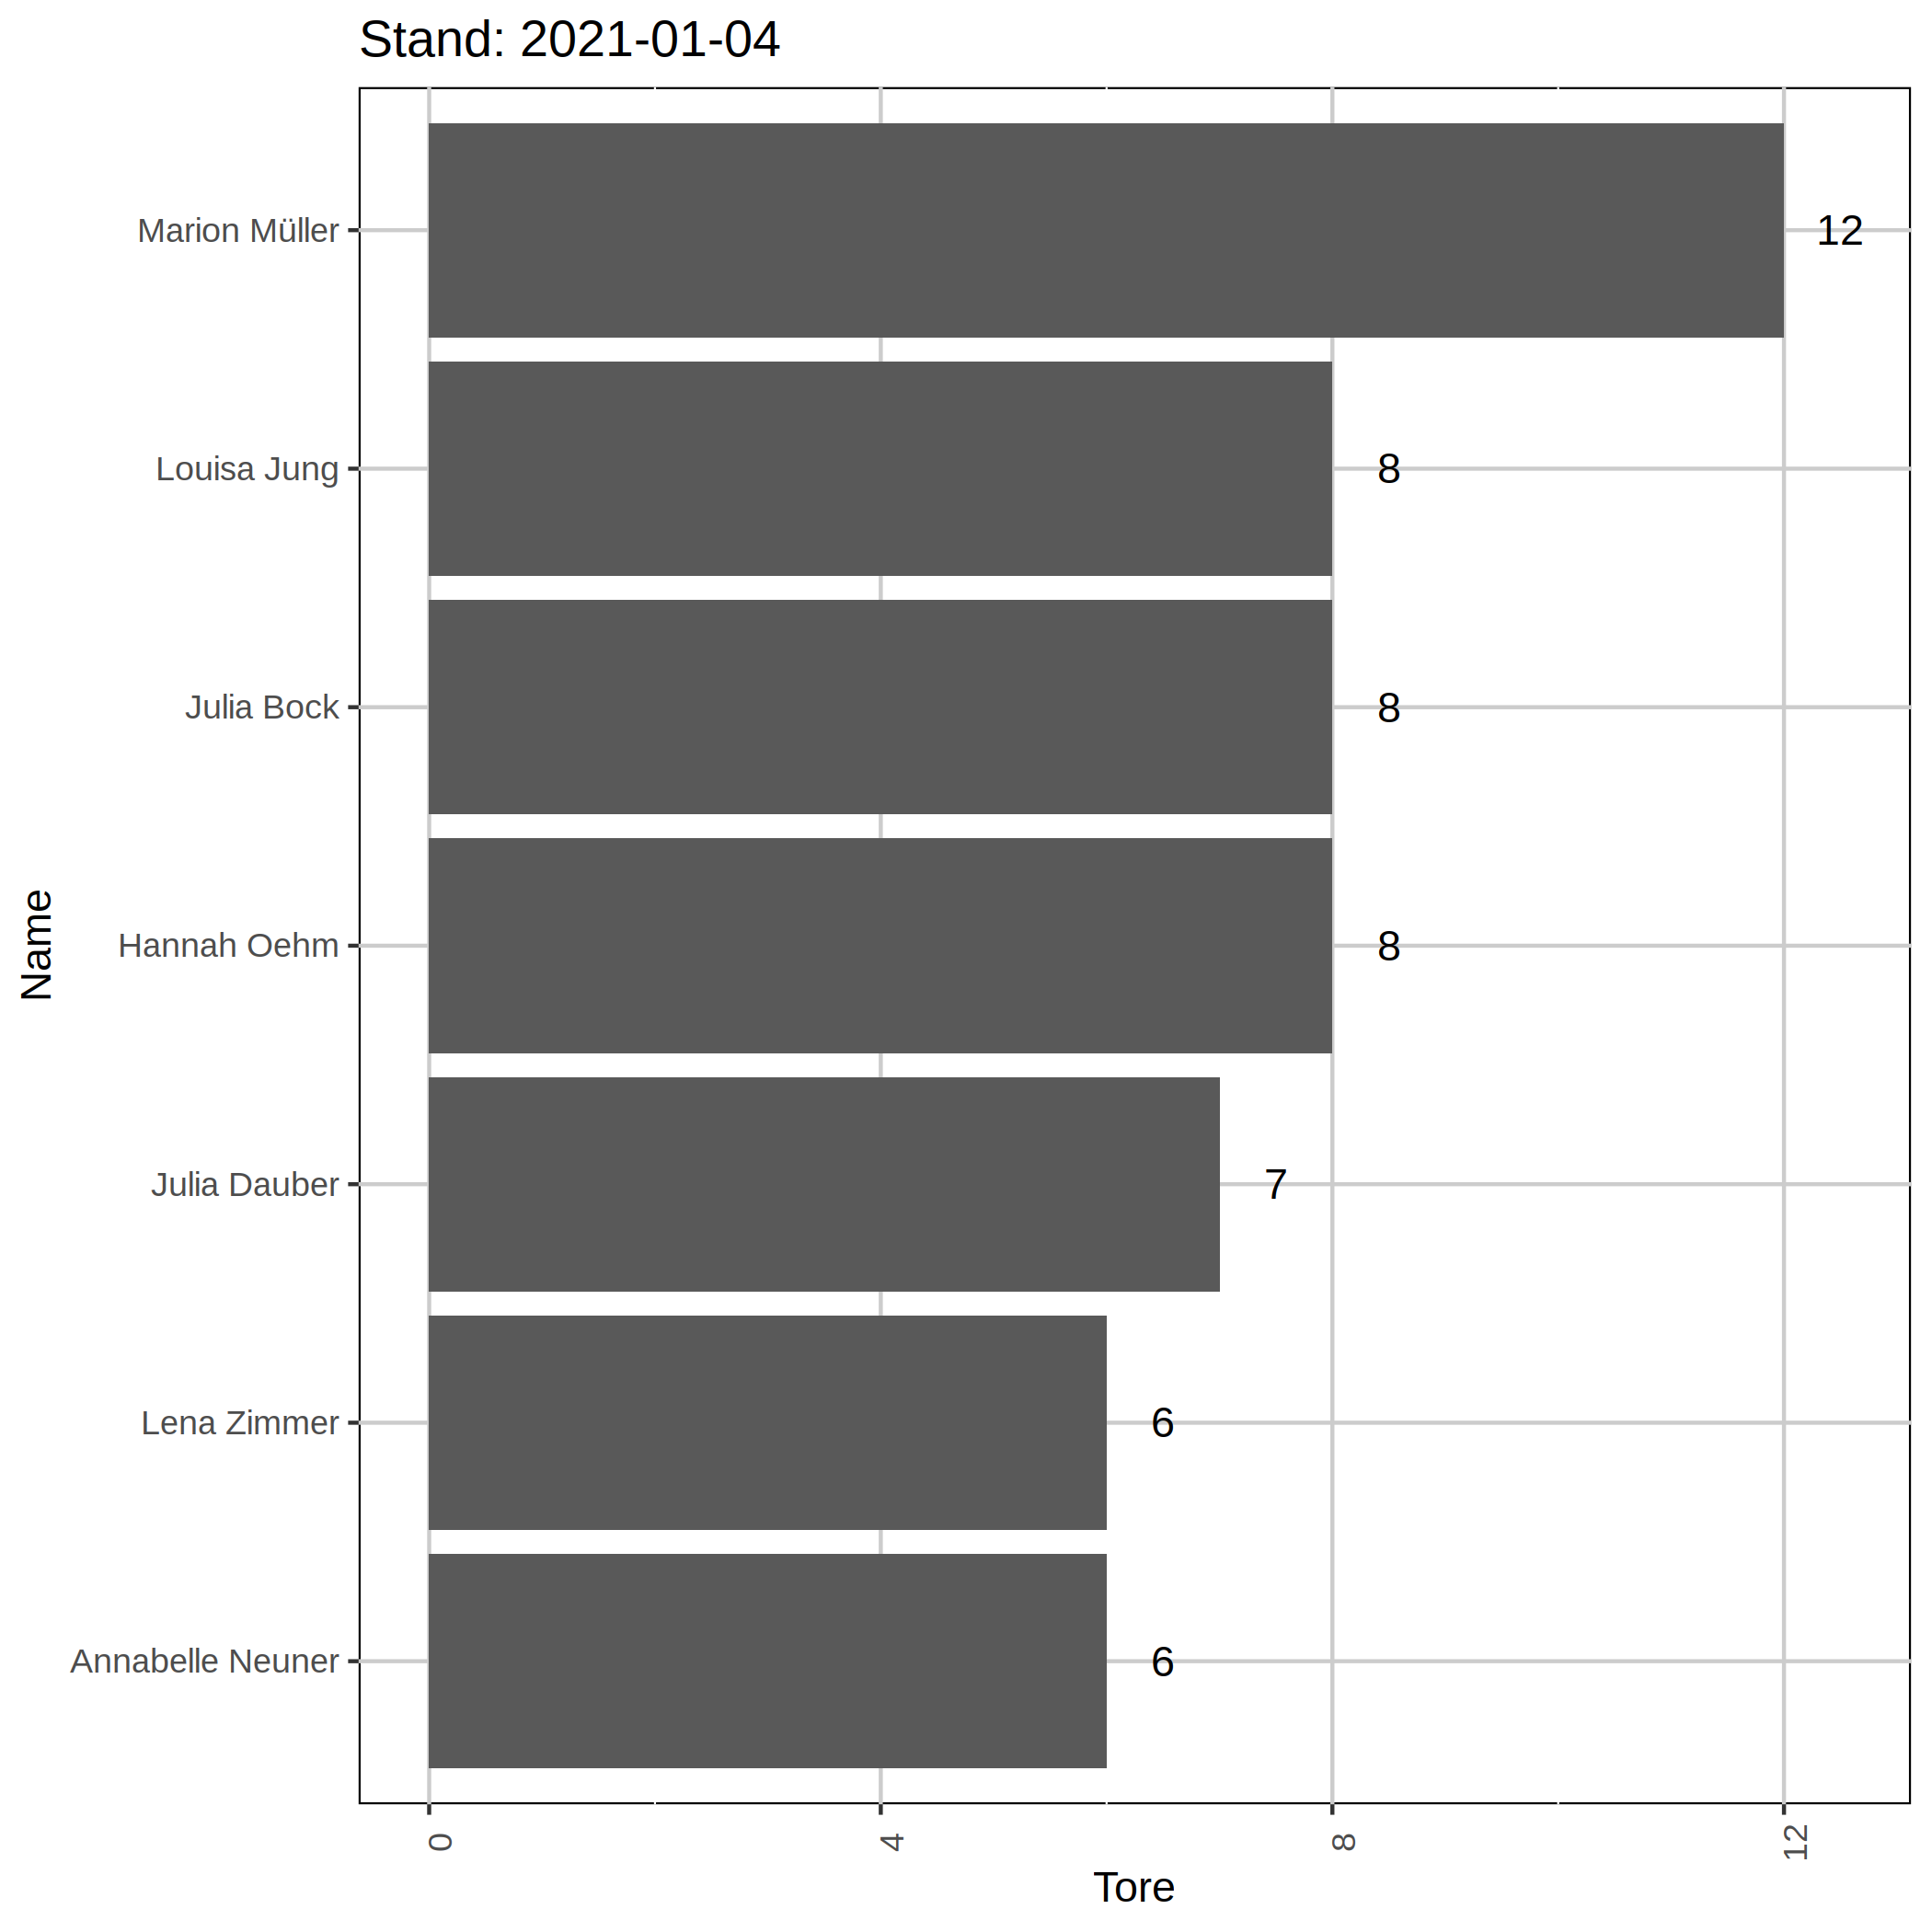 Stand: 2021-01-04
Marion Müller
12
Louisa Jung
8
Julia Bock
8
Hannah Oehm
8
Julia Dauber
7
Lena Zimmer
6
Annabelle Neuner
6
Name
0
4
8
12
Tore